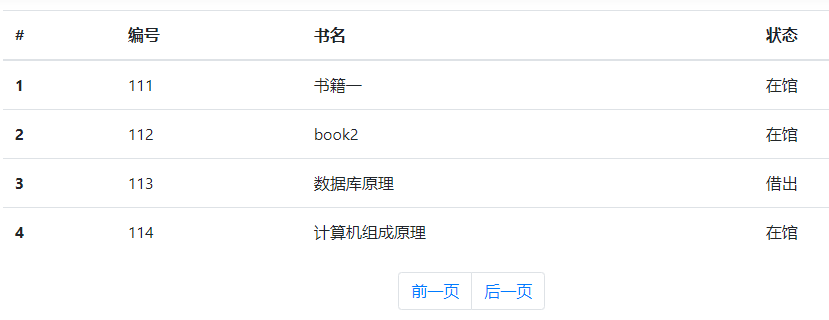 # 编号 书名 状态
1 111 书籍一 在馆
2 112 book2 在馆
3 113 数据库原理 借出
4 114 计算机组成原理 在馆
前一页 后一页